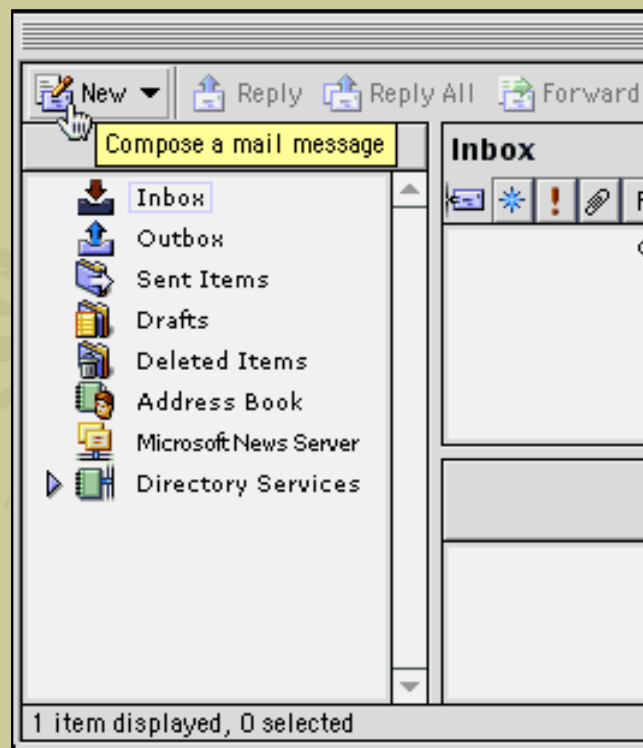 New Reply Reply All Forward
Compose a mail message
Inbox
Inbox
Outbox
Sent Items
Drafts
Deleted Items
Address Book
Microsoft News Server
Directory Services
1 item displayed, 0 selected